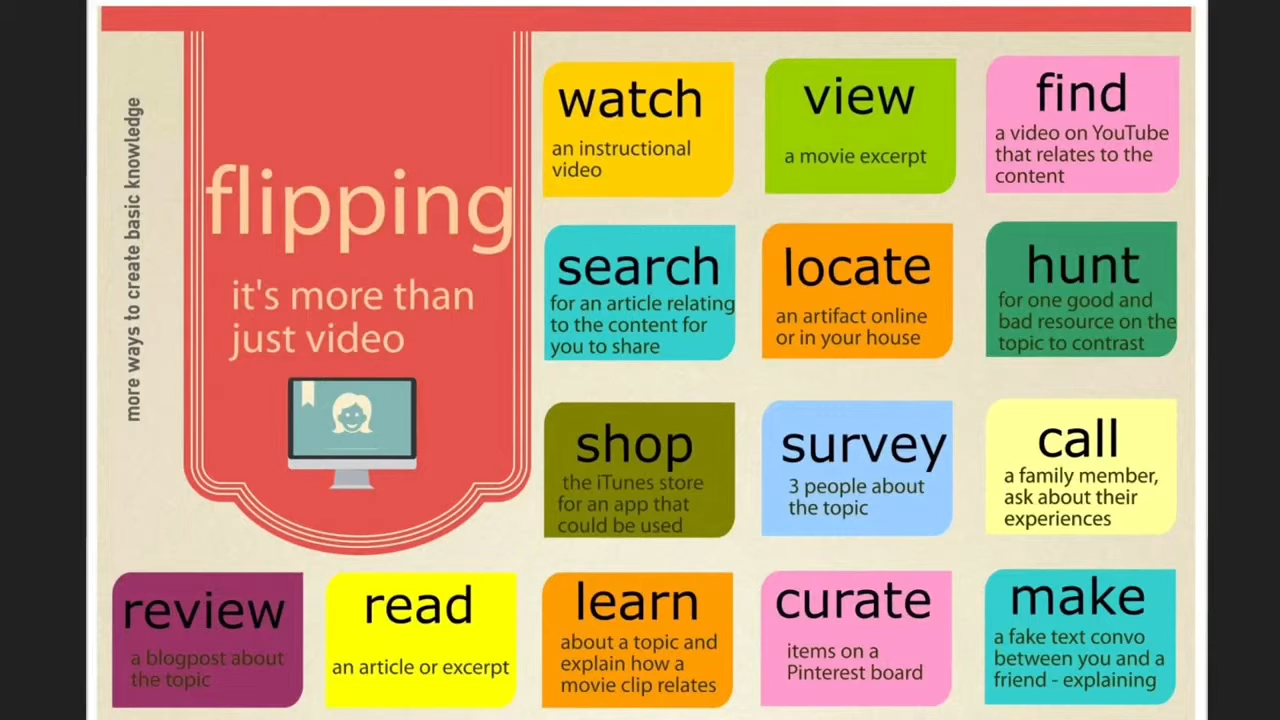 more ways to create basic knowledge
flipping
it's more than
just video
watch
an instructional
video
view
a movie excerpt
find
a video on YouTube
that relates to the
content
search
for an article relating
to the content for
you to share
locate
an artifact online
or in your house
hunt
for one good and
bad resource on the
topic to contrast
shop
the iTunes store
for an app that
could be used
survey
3 people about
the topic
call
a family member,
ask about their
experiences
review
a blogpost about
the topic
read
an article or excerpt
learn
about a topic and
explain how a
movie clip relates
curate
items on a
Pinterest board
make
a fake text convo
between you and a
friend - explaining